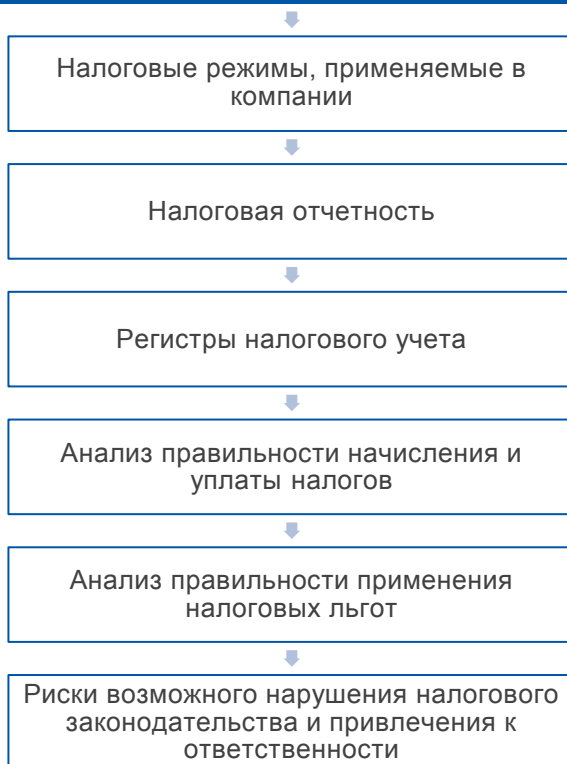 Налоговые режимы, применяемые в
компании
Налоговая отчетность
Регистры налогового учета
Анализ правильности начисления и
уплаты налогов
Анализ правильности применения
налоговых льгот
Риски возможного нарушения налогового
законодательства и привлечения к
ответственности